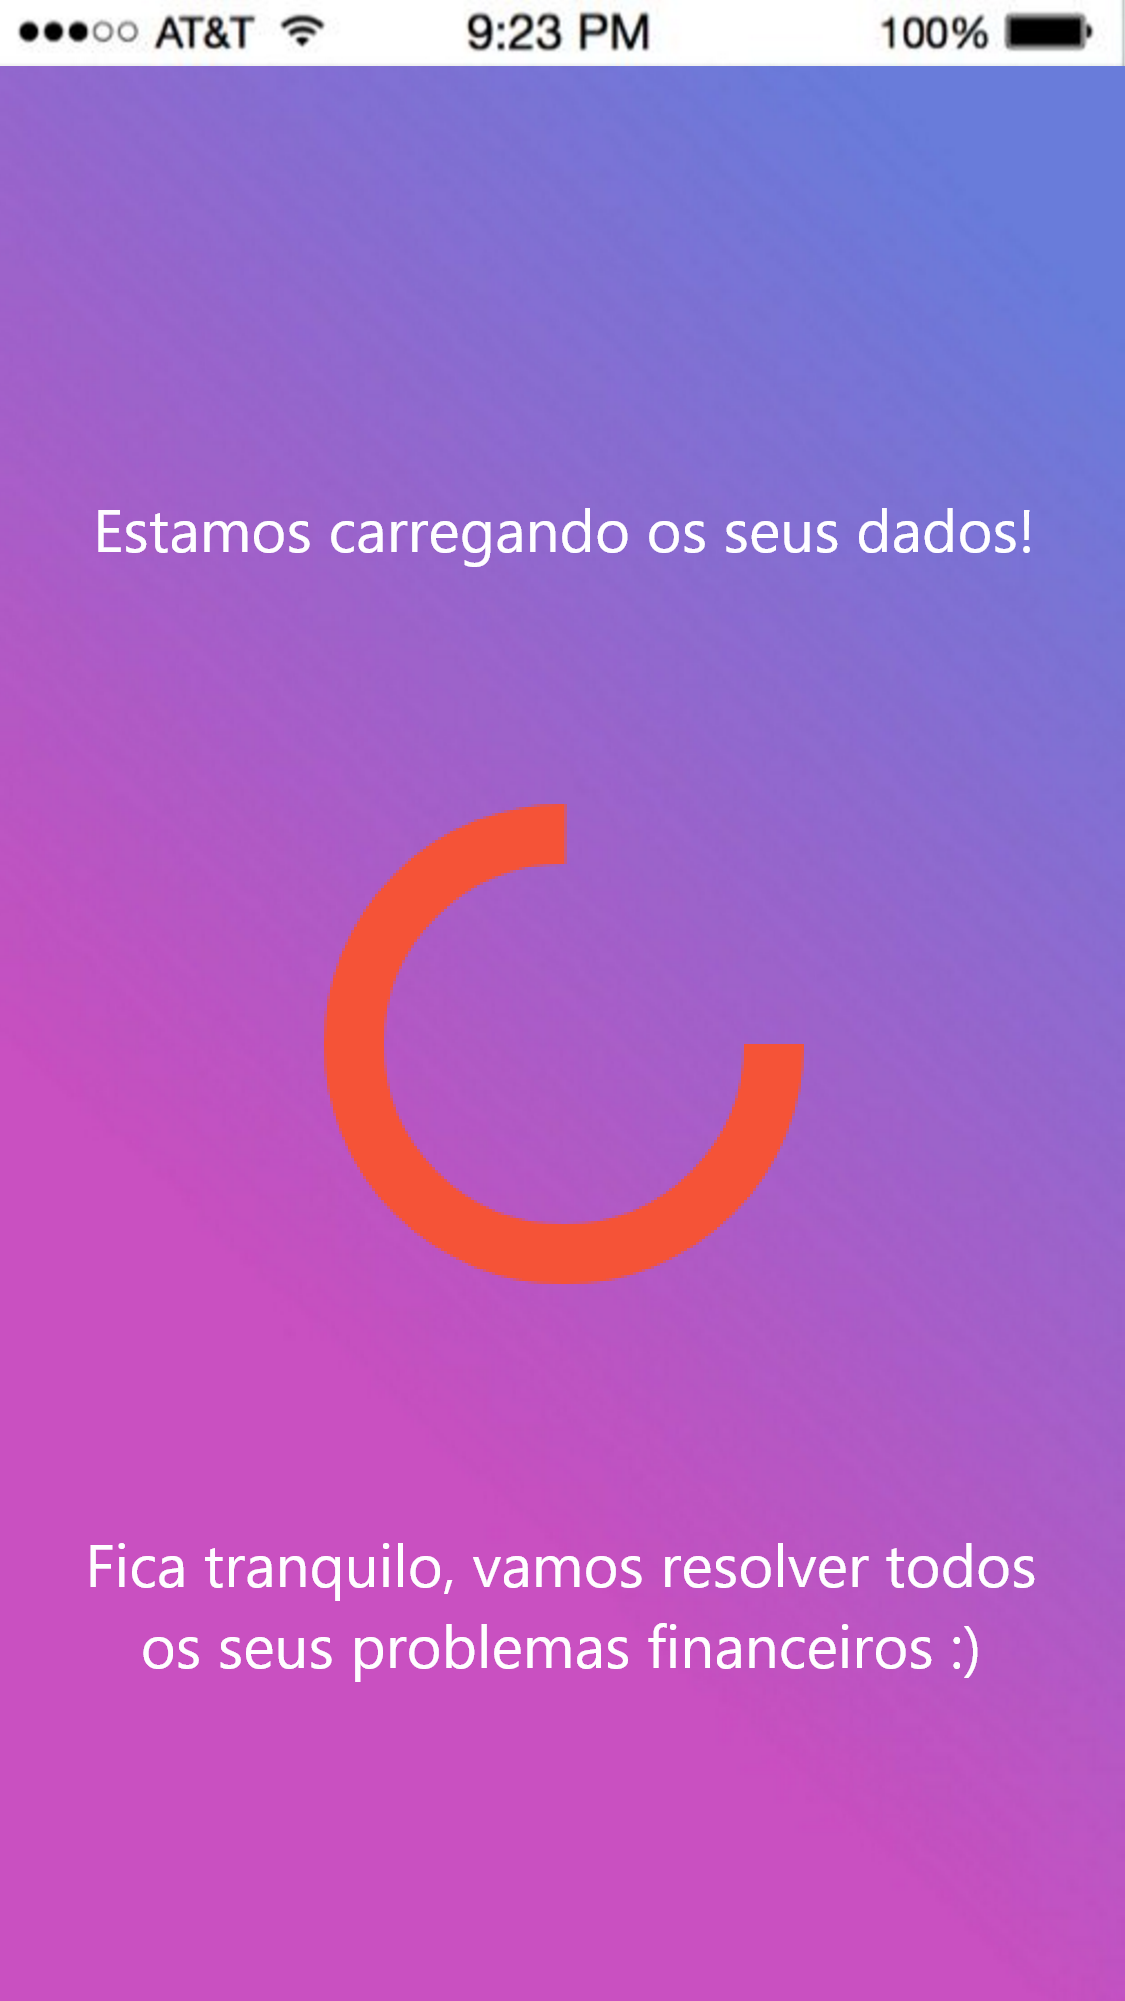 AT&T 9:23 PM 100%
Estamos carregando os seus dados!
Fica tranquilo, vamos resolver todos
os seus problemas financeiros :)